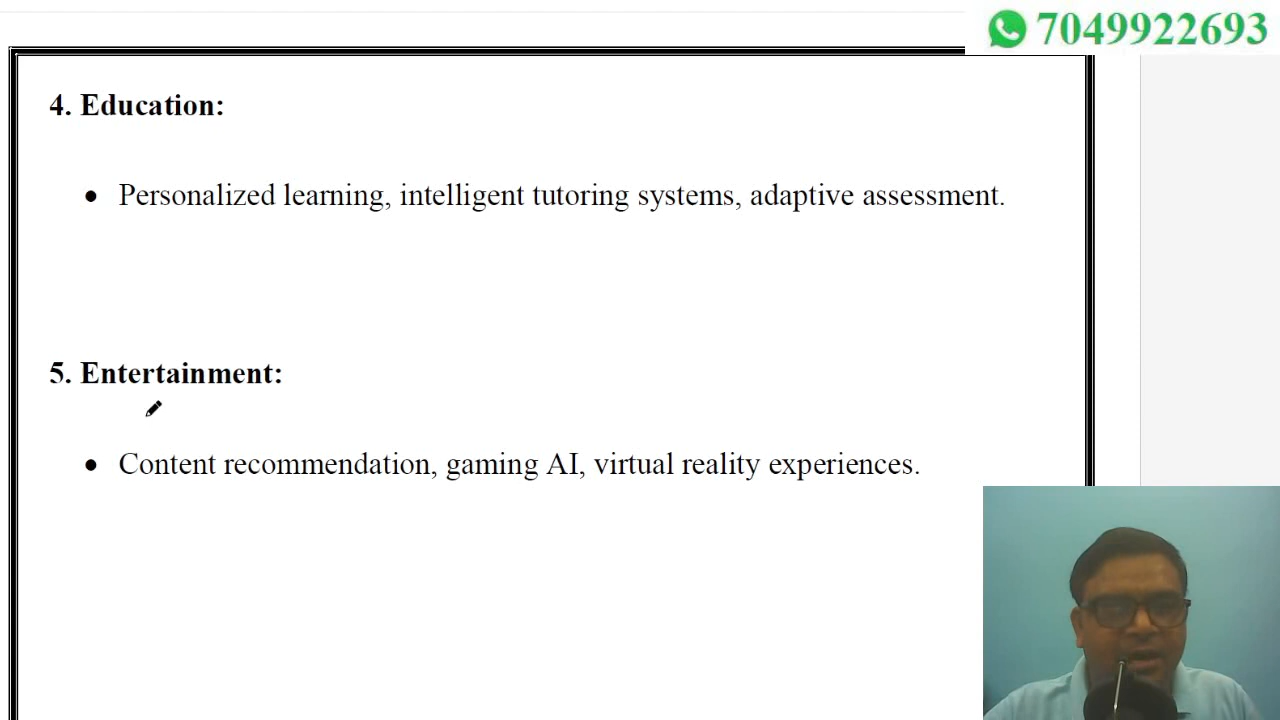 7049922693
4. Education:
• Personalized learning, intelligent tutoring systems, adaptive assessment.
5. Entertainment:
• Content recommendation, gaming AI, virtual reality experiences.